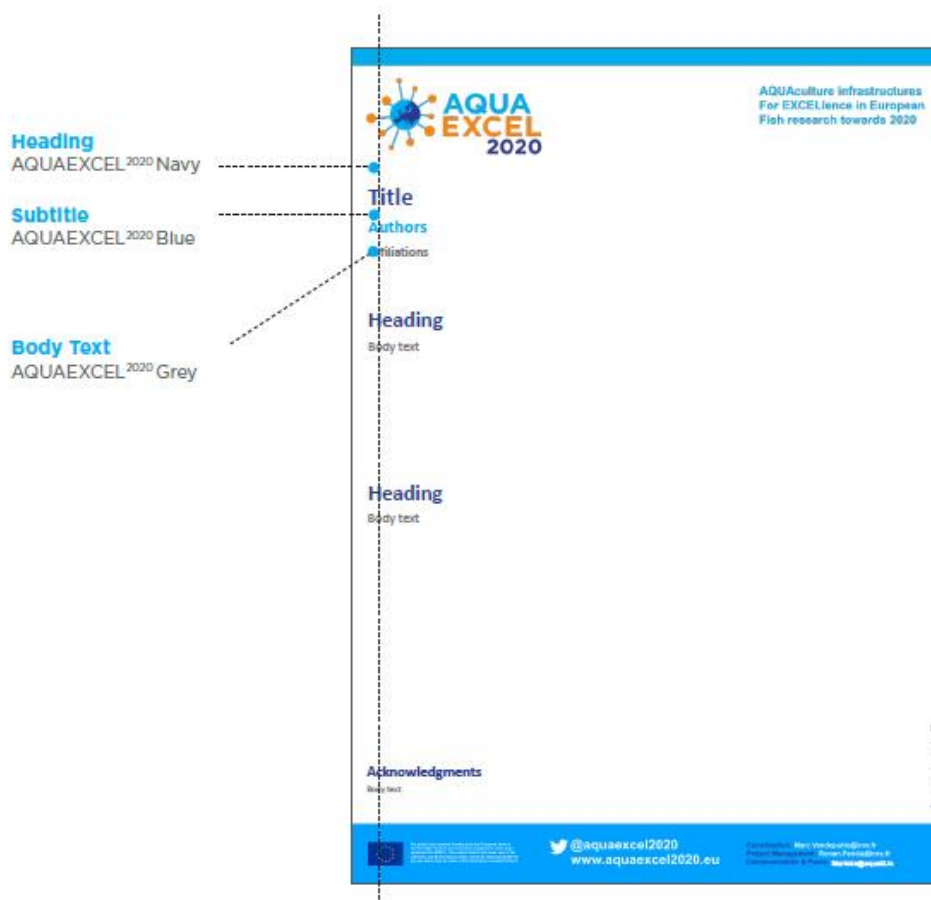 Heading
AQUAEXCEL2020 Navy
Subtitle
AQUAEXCEL2020 Blue
Body Text
AQUAEXCEL2020 Grey
AQUA
EXCEL
2020
AQUAculture infrastructures
For EXCELlence in European
Fish research towards 2020
Title
Authors
Affiliations
Heading
Body text
Heading
Body text
Acknowledgments
Body text
@aquaexcel2020
www.aquaexcel2020.eu